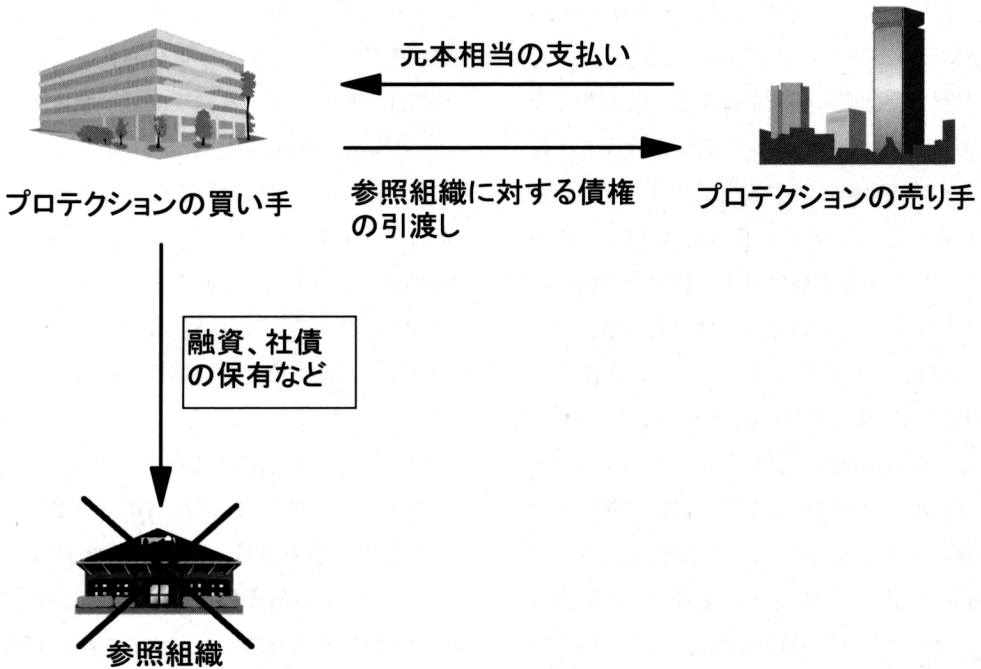 元本相当の支払い
プロテクションの買い手
参照組織に対する債権
の引渡し
プロテクションの売り手
融資、社債
の保有など
参照組織